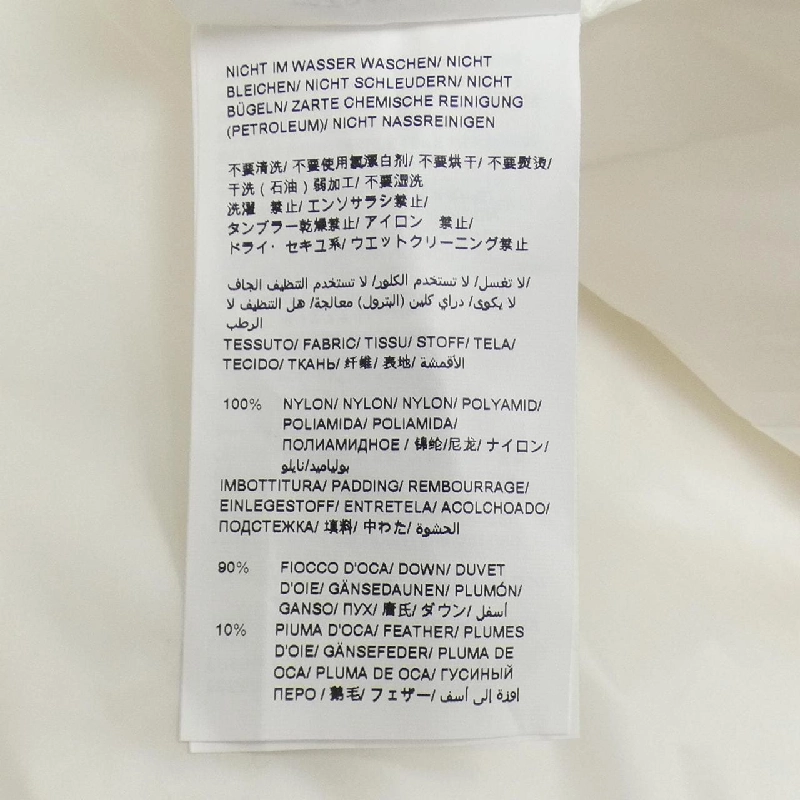 NICHT IM WASSER WASCHEN/ NICHT
BLEICHEN/ NICHT SCHLEUDERN/ NICHT
BÜGELN/ ZARTE CHEMISCHE REINIGUNG
(PETROLEUM)/ NICHT NASSREINIGEN
不要清洗/ 不要使用氯潔白剂/ 不要烘干/ 不要熨烫/
干洗（石油）弱加工/ 不要湿洗
洗濯　禁止/ エンソサラシ禁止/
タンブラー乾燥禁止/ アイロン　禁止/
ドライ・セキユ系/ ウエットクリーニング禁止
لا تغسل/ لا تستخدم الكلور/ لا تستخدم التنظيف الجاف/
لا يكوى/ دراي كلين (البترول) معالجة/ هل التنظيف لا
الرطب
TESSUTO/ FABRIC/ TISSU/ STOFF/ TELA/
TECIDO/ ТКАНЬ/ 纤维/ 表地/ الأقمشة
100% NYLON/ NYLON/ NYLON/ POLYAMID/
POLIAMIDA/ POLIAMIDA/
ПОЛИАМИДНОЕ / 锦纶/尼龙/ ナイロン/
بولياميد/نايلو
IMBOTTITURA/ PADDING/ REMBOURRAGE/
EINLEGESTOFF/ ENTRETELA/ ACOLCHOADO/
ПОДСТЕЖКА/ 填料/ 中わた/ الحشوة
90% FIOCCO D'OCA/ DOWN/ DUVET
D'OIE/ GÄNSEDAUNEN/ PLUMÓN/
GANSO/ ПУХ/ 唐氏/ ダウン/ أسفل
10% PIUMA D'OCA/ FEATHER/ PLUMES
D'OIE/ GÄNSEFEDER/ PLUMA DE
OCA/ PLUMA DE OCA/ ГУСИНЫЙ
ПЕРО / 鹅毛/ フェザー/ اوزة إلى أسف